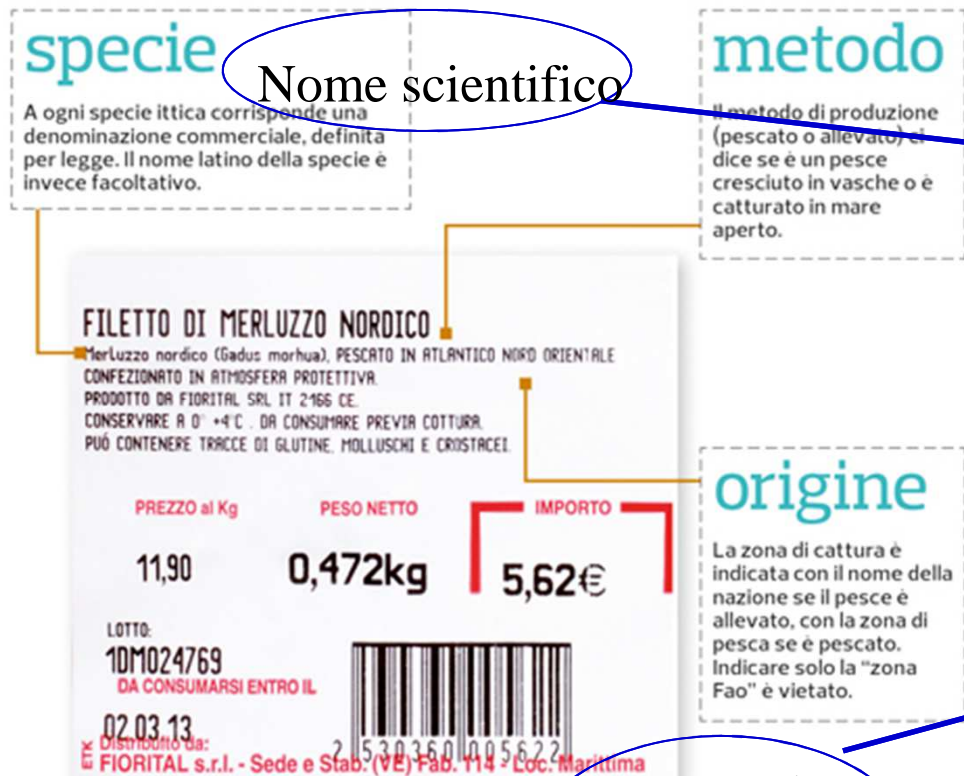 specie
Nome scientifico
A ogni specie ittica corrisponde una
denominazione commerciale, definita
per legge. Il nome latino della specie è
invece facoltativo.
metodo
Il metodo di produzione
(pescato o allevato) ci
dice se è un pesce
cresciuto in vasche o è
catturato in mare
aperto.
FILETTO DI MERLUZZO NORDICO
Merluzzo nordico (Gadus morhua), PESCATO IN ATLANTICO NORD ORIENTALE
CONFEZIONATO IN ATMOSFERA PROTETTIVA.
PRODOTTO DA FIORITAL SRL IT 2166 CE.
CONSERVARE A 0° +4°C . DA CONSUMARE PREVIA COTTURA.
PUÓ CONTENERE TRACCE DI GLUTINE, MOLLUSCHI E CROSTACEI.
origine
La zona di cattura è
indicata con il nome della
nazione se il pesce è
allevato, con la zona di
pesca se è pescato.
Indicare solo la "zona
Fao" è vietato.
PREZZO al Kg PESO NETTO IMPORTO
11,90 0,472kg 5,62€
LOTTO:
1DM024769
DA CONSUMARSI ENTRO IL
02.03.13
2 530360 005622
ETK
Distribuito da:
FIORITAL s.r.l. - Sede e Stab. (VE) Fab. 114 - Loc. Marittima